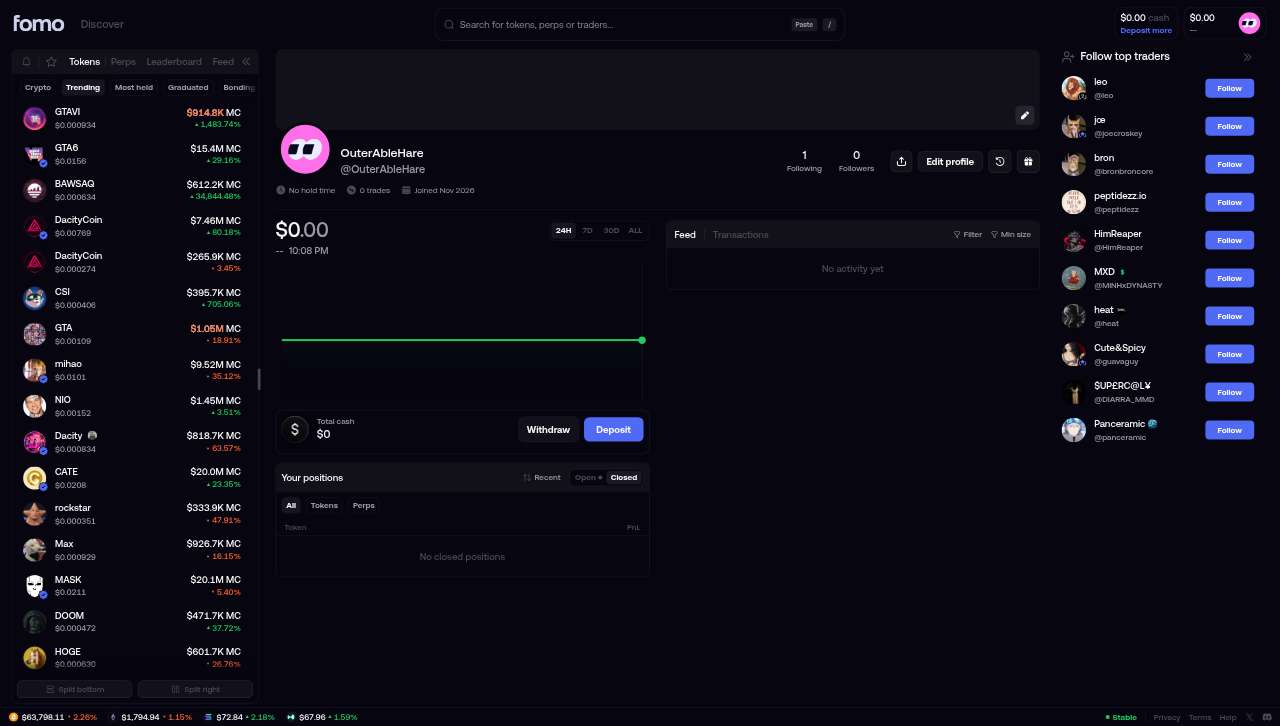 fomo
Discover
Search for tokens, perps or traders...
Paste
/
$0.00 cash
Deposit more
$0.00
—
Tokens
Perps
Leaderboard
Feed
Crypto
Trending
Most held
Graduated
Bonding
GTAVI
$0.000934
$914.8K MC
1,483.74%
GTA6
$0.0156
$15.4M MC
29.16%
BAWSAQ
$0.000634
$612.2K MC
34,844.48%
DacityCoin
$0.00769
$7.46M MC
80.18%
DacityCoin
$0.000274
$265.9K MC
3.45%
CSI
$0.000406
$395.7K MC
705.06%
GTA
$0.00109
$1.05M MC
18.91%
mihao
$0.0101
$9.52M MC
35.12%
NIO
$0.00152
$1.45M MC
3.51%
Dacity
$0.000834
$818.7K MC
63.57%
CATE
$0.0208
$20.0M MC
23.35%
rockstar
$0.000351
$333.9K MC
47.91%
Max
$0.000929
$926.7K MC
16.15%
MASK
$0.0211
$20.1M MC
5.40%
DOOM
$0.000472
$471.7K MC
37.72%
HOGE
$0.000630
$601.7K MC
26.76%
Split bottom
Split right
OuterAbleHare
@OuterAbleHare
No hold time
0 trades
Joined Nov 2026
1
Following
0
Followers
Edit profile
$0.00
-- 10:08 PM
24H
7D
30D
ALL
Total cash
$0
Withdraw
Deposit
Your positions
Recent
Open
Closed
All
Tokens
Perps
Token
PnL
No closed positions
Feed
Transactions
Filter
Min size
No activity yet
Follow top traders
leo
@leo
Follow
jœ
@joecroskey
Follow
bron
@bronbroncore
Follow
peptidezz.io
@peptidezz
Follow
HimReaper
@HimReaper
Follow
MXD
@MiNHxDYNASTY
Follow
heat
@heat
Follow
Cute&Spicy
@guavaguy
Follow
$UP£RC@L¥
@DIARRA_MMD
Follow
Panceramic
@panceramic
Follow
$63,798.11 2.26%
$1,794.94 1.15%
$72.84 2.18%
$67.96 1.59%
Stable
Privacy
Terms
Help